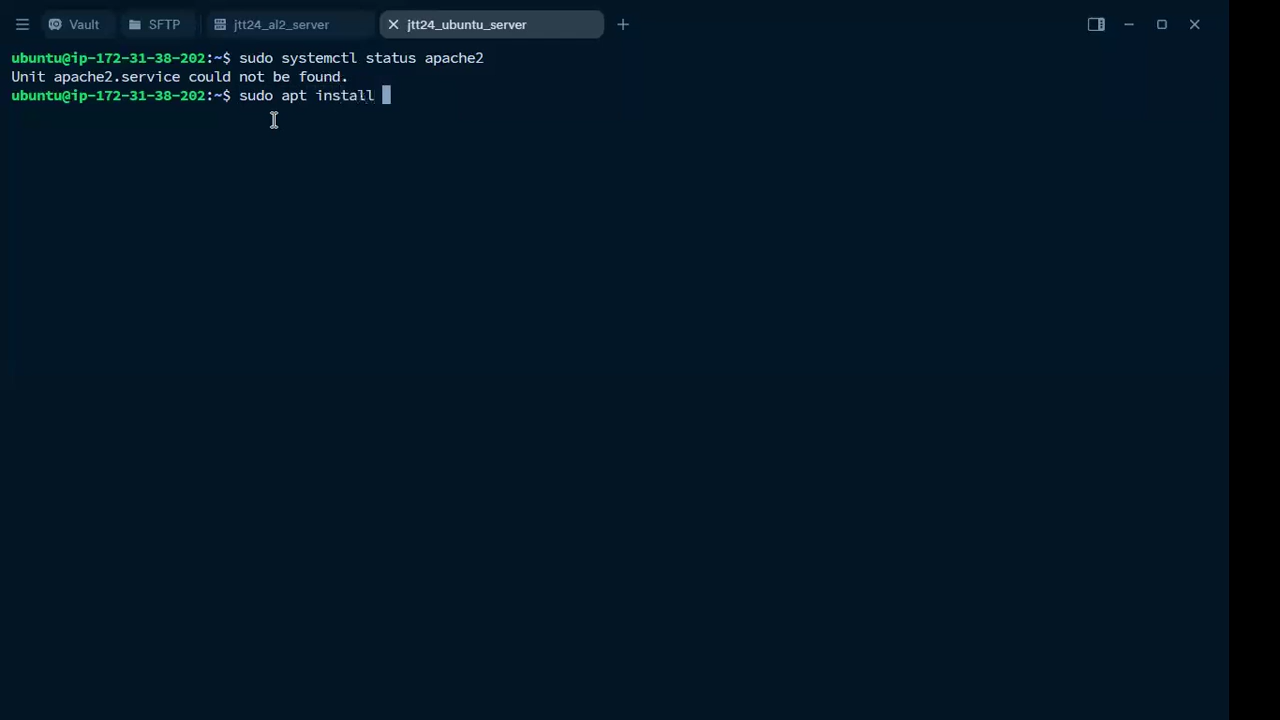 Vault SFTP jtt24_al2_server jtt24_ubuntu_server
ubuntu@ip-172-31-38-202:~$ sudo systemctl status apache2
Unit apache2.service could not be found.
ubuntu@ip-172-31-38-202:~$ sudo apt install